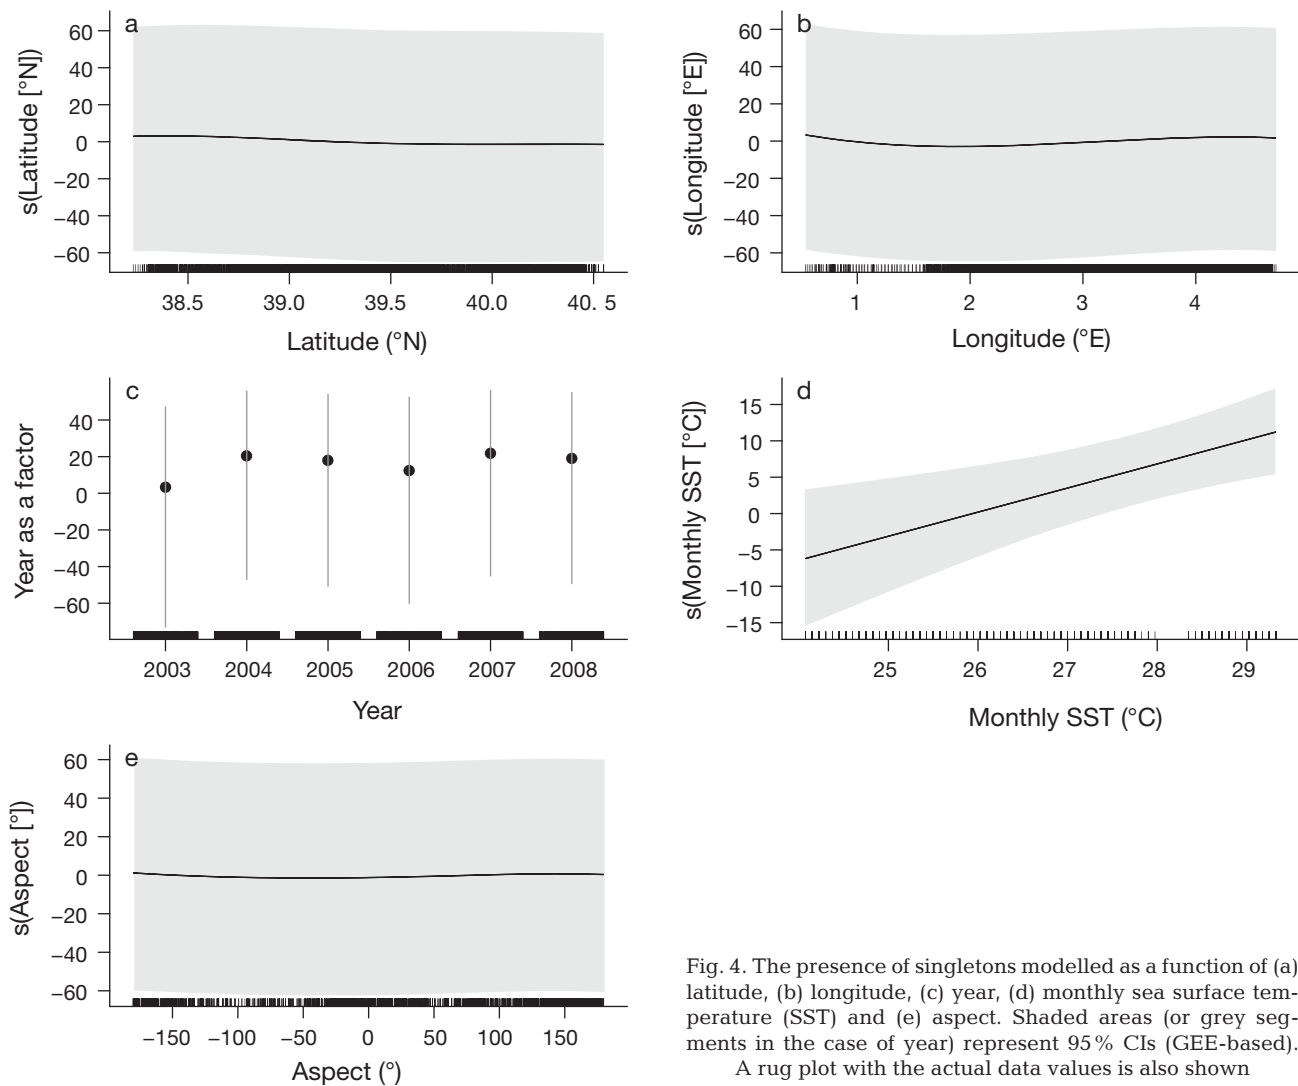 a
60
40
20
0
−20
−40
−60
s(Latitude [°N])
38.5 39.0 39.5 40.0 40. 5
Latitude (°N)
b
60
40
20
0
−20
−40
−60
s(Longitude [°E])
1 2 3 4
Longitude (°E)
c
40
20
0
−20
−40
−60
Year as a factor
2003 2004 2005 2006 2007 2008
Year
d
15
10
5
0
−5
−10
−15
s(Monthly SST [°C])
25 26 27 28 29
Monthly SST (°C)
e
60
40
20
0
−20
−40
−60
s(Aspect [°])
−150 −100 −50 0 50 100 150
Aspect (°)
Fig. 4. The presence of singletons modelled as a function of (a)
latitude, (b) longitude, (c) year, (d) monthly sea surface tem-
perature (SST) and (e) aspect. Shaded areas (or grey seg-
ments in the case of year) represent 95% CIs (GEE-based).
A rug plot with the actual data values is also shown